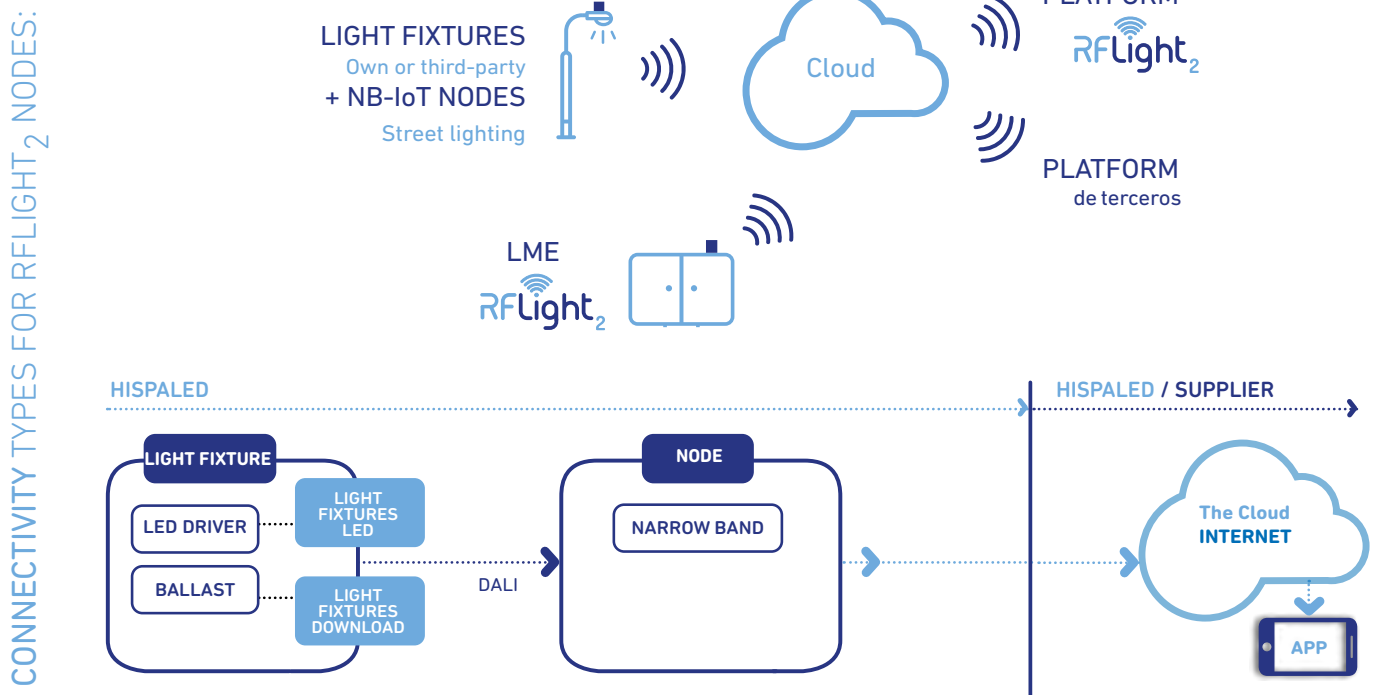 CONNECTIVITY TYPES FOR RFLIGHT2 NODES:
LIGHT FIXTURES
Own or third-party
+ NB-IoT NODES
Street lighting
Cloud
PLATFORM
RFLight2
PLATFORM
de terceros
LME
RFLight2
HISPALED
HISPALED / SUPPLIER
LIGHT FIXTURE
LED DRIVER
BALLAST
LIGHT
FIXTURES
LED
LIGHT
FIXTURES
DOWNLOAD
DALI
NODE
NARROW BAND
The Cloud
INTERNET
APP